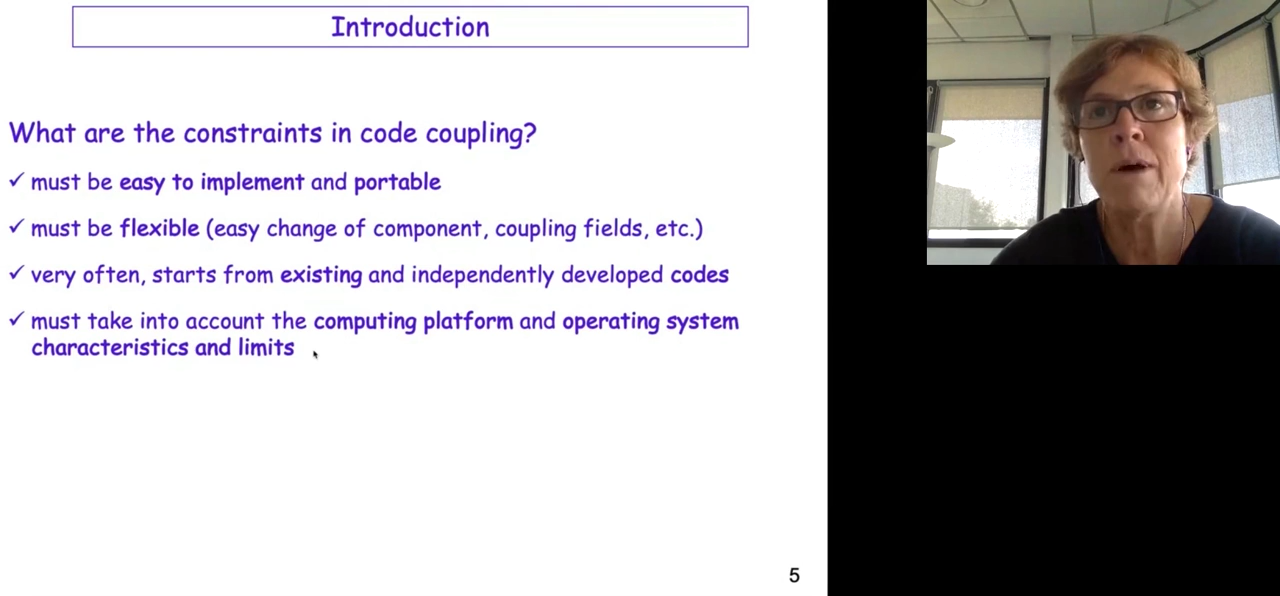 Introduction
What are the constraints in code coupling?
✓ must be easy to implement and portable
✓ must be flexible (easy change of component, coupling fields, etc.)
✓ very often, starts from existing and independently developed codes
✓ must take into account the computing platform and operating system
characteristics and limits
5